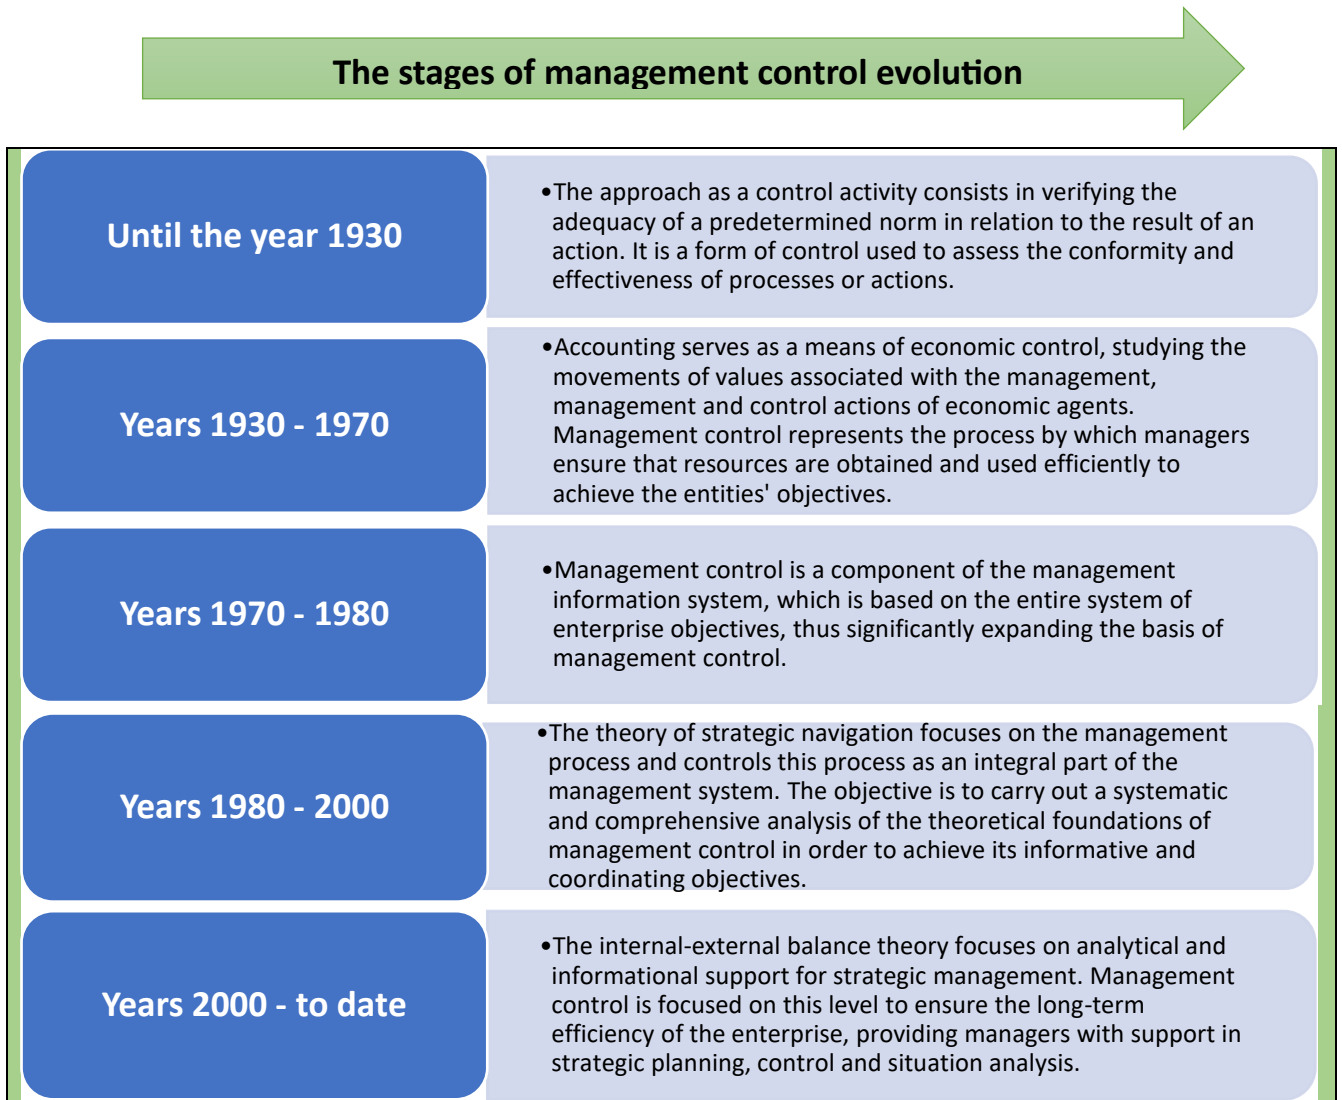 The stages of management control evolution
Until the year 1930
•The approach as a control activity consists in verifying the
adequacy of a predetermined norm in relation to the result of an
action. It is a form of control used to assess the conformity and
effectiveness of processes or actions.
Years 1930 - 1970
•Accounting serves as a means of economic control, studying the
movements of values associated with the management,
management and control actions of economic agents.
Management control represents the process by which managers
ensure that resources are obtained and used efficiently to
achieve the entities' objectives.
Years 1970 - 1980
•Management control is a component of the management
information system, which is based on the entire system of
enterprise objectives, thus significantly expanding the basis of
management control.
Years 1980 - 2000
•The theory of strategic navigation focuses on the management
process and controls this process as an integral part of the
management system. The objective is to carry out a systematic
and comprehensive analysis of the theoretical foundations of
management control in order to achieve its informative and
coordinating objectives.
Years 2000 - to date
•The internal-external balance theory focuses on analytical and
informational support for strategic management. Management
control is focused on this level to ensure the long-term
efficiency of the enterprise, providing managers with support in
strategic planning, control and situation analysis.